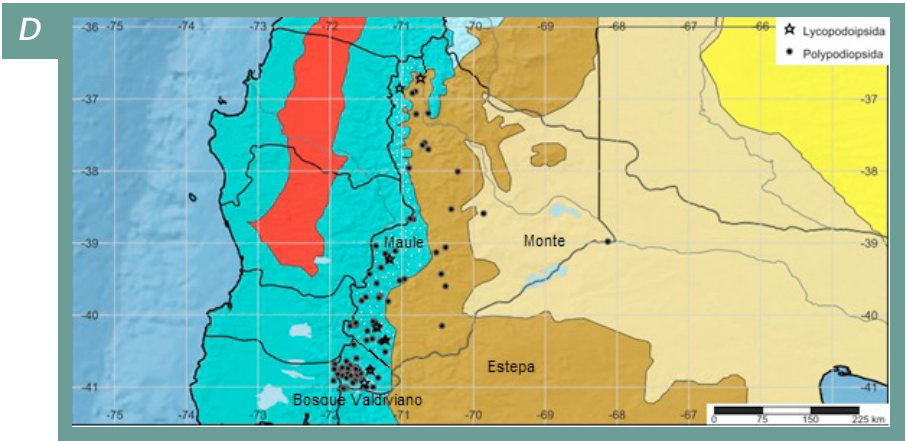 D
-36 -75 -74 -73 -72 -71 -70 -69 -68 -67 -66
Lycopodoipsida
Polypodiopsida
-37 -37
-38 -38
-39 Maule Monte -39
-40 -40
Estepa
-41 -41
Bosque Valdiviano
-75 -74 -73 -72 -71 -70 -69 -68 -67
0 75 150 225 km